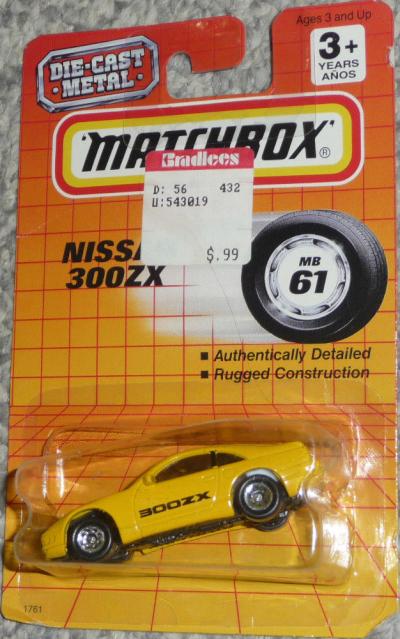 Ages 3 and Up
DIE-CAST
METAL
3+
YEARS
AÑOS
MATCHBOX®
Bradlees
D: 56 432
U:543019
$.99
300ZX
MB
61
■ Authentically Detailed
■ Rugged Construction
300ZX
1761